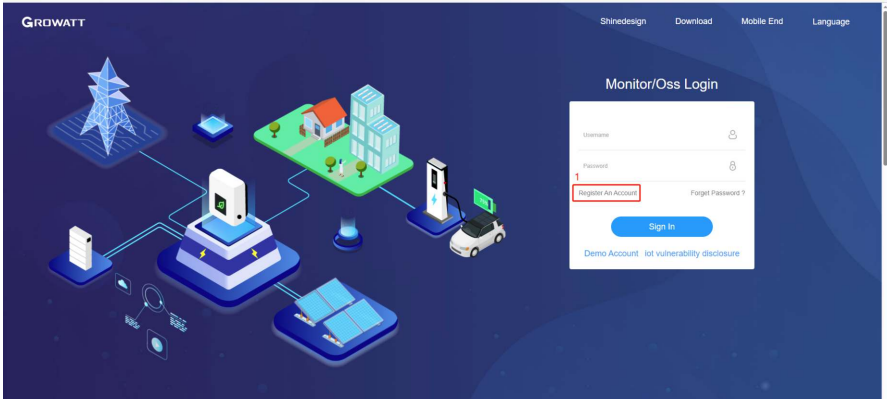 GROWATT
Shinedesign Download Mobile End Language
Monitor/Oss Login
Username
Password
1
Register An Account Forget Password ?
Sign In
Demo Account iot vulnerability disclosure